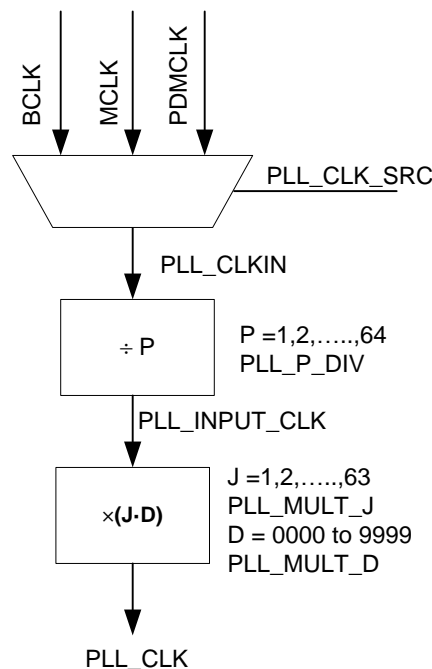 BCLK
MCLK
PDMCLK
PLL_CLK_SRC
PLL_CLKIN
÷ P
P =1,2,.....,64
PLL_P_DIV
PLL_INPUT_CLK
×(J·D)
J =1,2,.....,63
PLL_MULT_J
D = 0000 to 9999
PLL_MULT_D
PLL_CLK